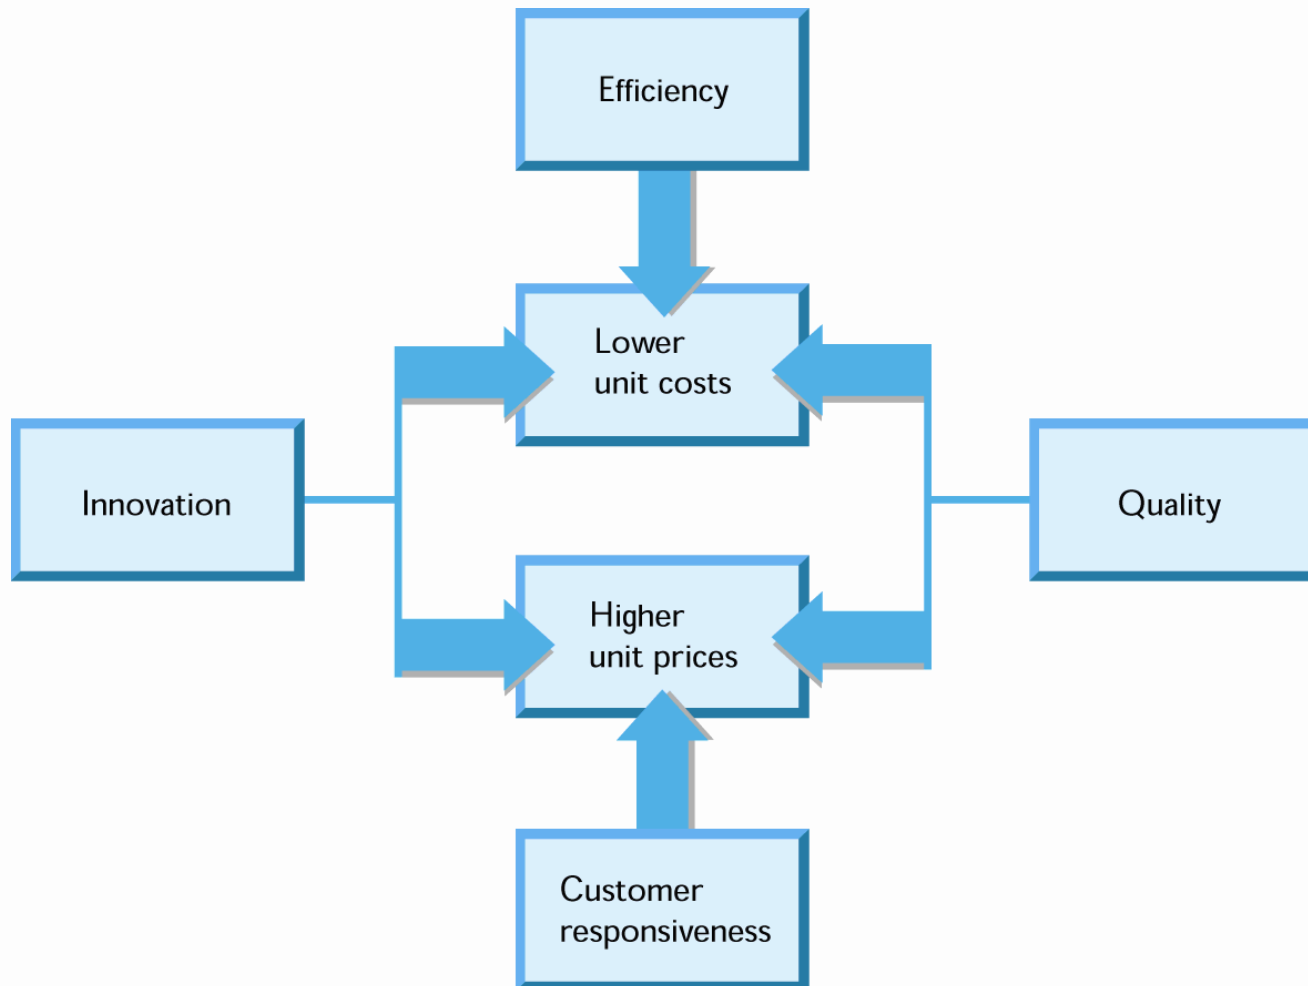 Efficiency
Lower
unit costs
Innovation
Quality
Higher
unit prices
Customer
responsiveness